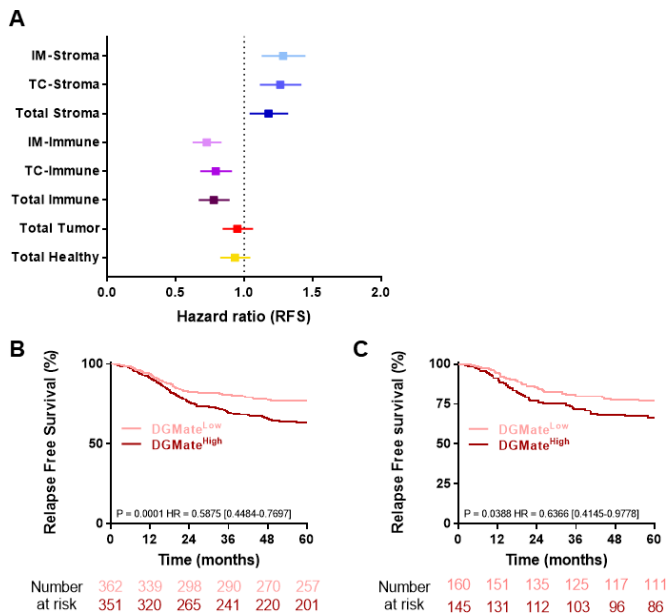 A
IM-Stroma
TC-Stroma
Total Stroma
IM-Immune
TC-Immune
Total Immune
Total Tumor
Total Healthy
0.0 0.5 1.0 1.5 2.0
Hazard ratio (RFS)
B
Relapse Free Survival (%)
100
50
0
DGMateLow
DGMateHigh
P = 0.0001 HR = 0.5875 [0.4484-0.7697]
0 12 24 36 48 60
Time (months)
Number at risk
362 339 298 290 270 257
351 320 265 241 220 201
C
Relapse Free survival (%)
100
75
50
25
0
DGMateLow
DGMateHigh
P = 0.0388 HR = 0.6366 [0.4145-0.9778]
0 12 24 36 48 60
Time (months)
Number at risk
160 151 135 125 117 111
145 131 112 103 96 86